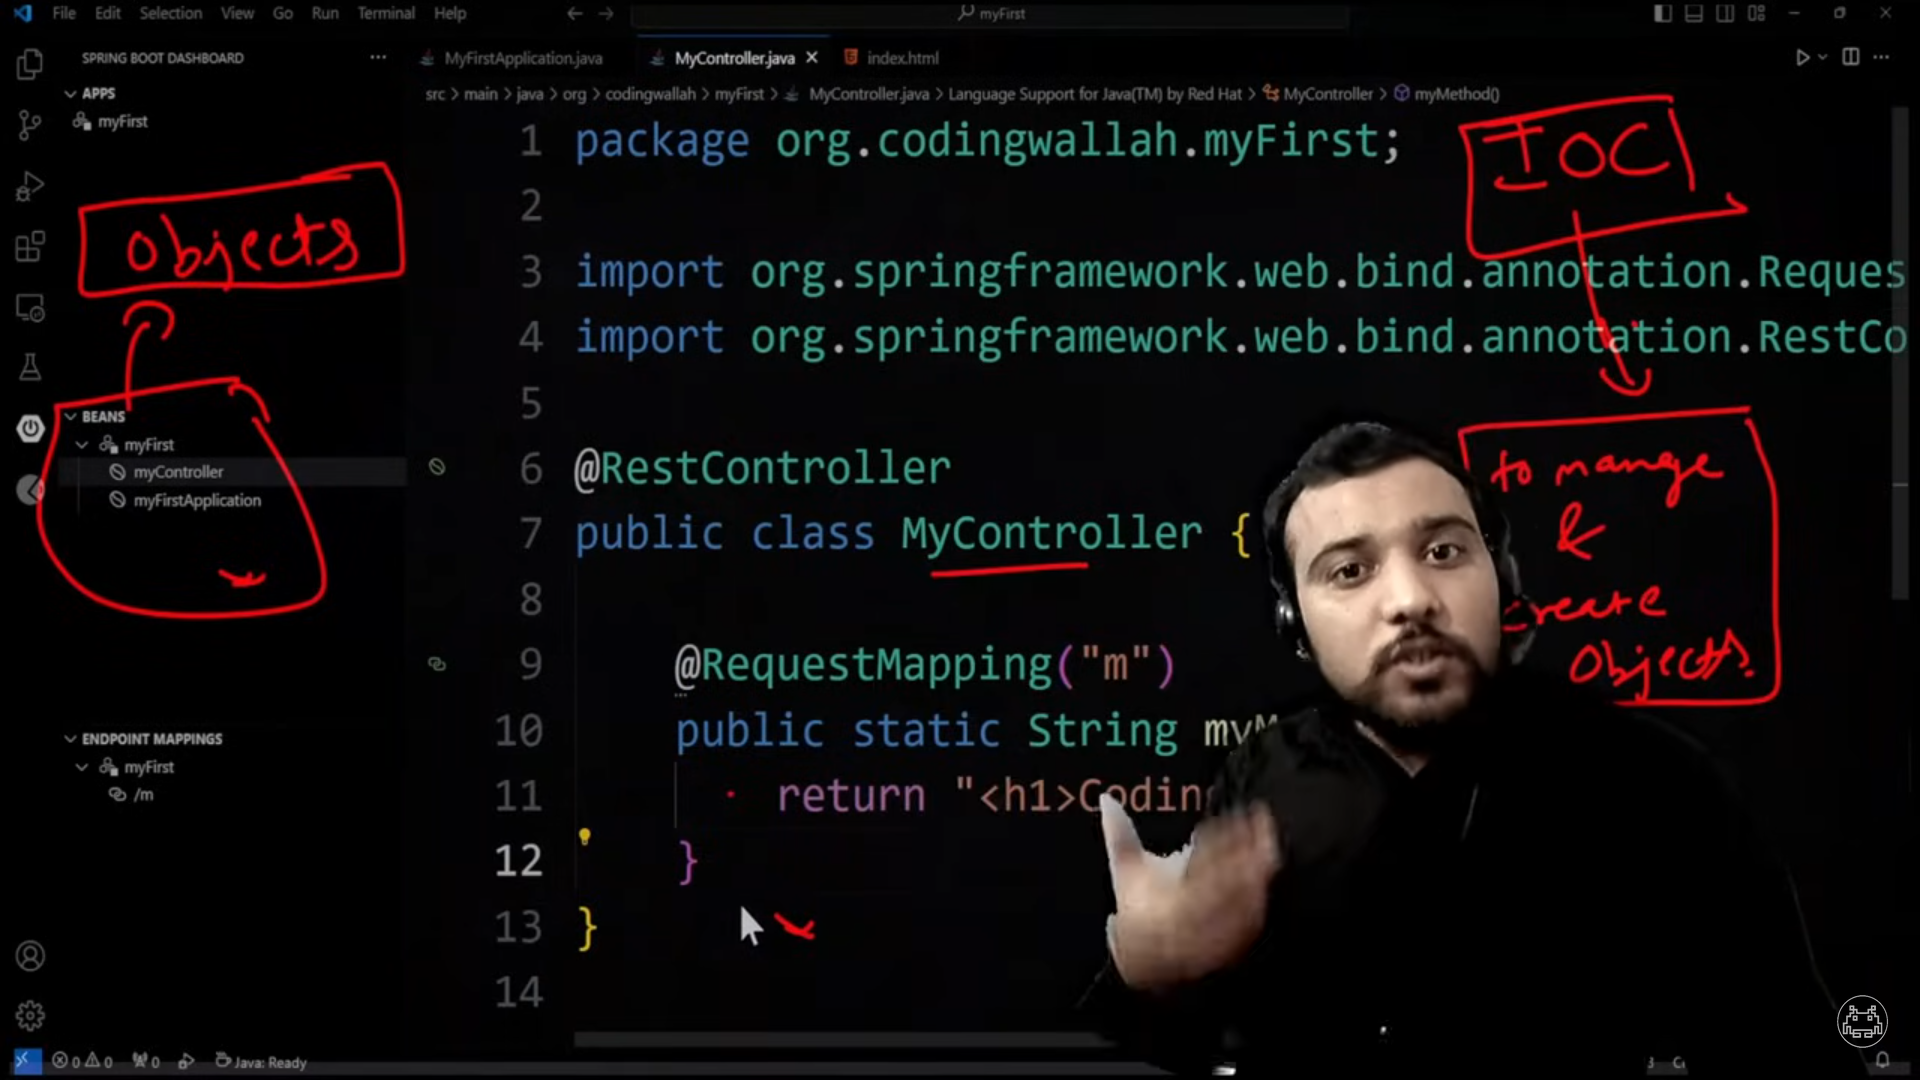 File Edit Selection View Go Run Terminal Help
myFirst
SPRING BOOT DASHBOARD
APPS
myFirst
objects
BEANS
myFirst
myController
myFirstApplication
ENDPOINT MAPPINGS
myFirst
/m
MyFirstApplication.java
MyController.java
index.html
src > main > java > org > codingwallah > myFirst > MyController.java > Language Support for Java(TM) by Red Hat > MyController > myMethod()
1 package org.codingwallah.myFirst;
2
3 import org.springframework.web.bind.annotation.Reques
4 import org.springframework.web.bind.annotation.RestCo
5
6 @RestController
7 public class MyController {
8
9 @RequestMapping("m")
10 public static String myM
11 return "<h1>Coding
12 }
13 }
14
IOC
to mange
&
create
objects.
0 0 0 Java: Ready